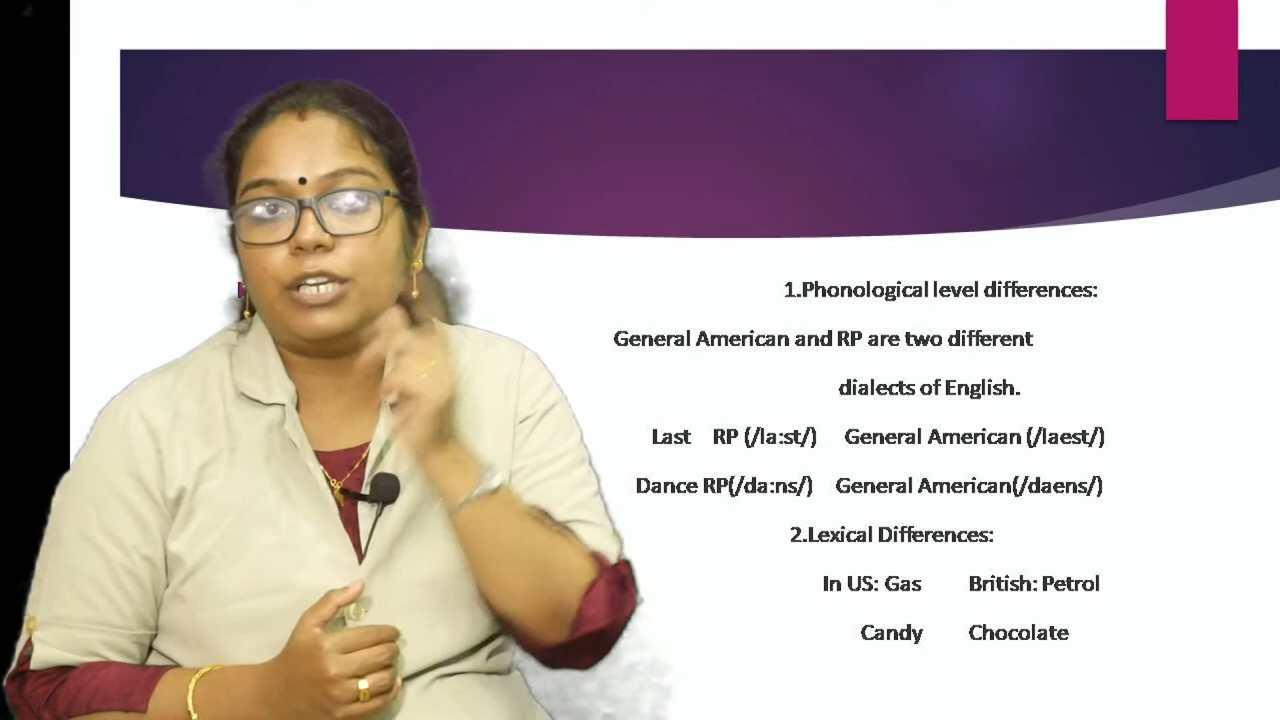 1.Phonological level differences:
General American and RP are two different
dialects of English.
Last RP (/la:st/) General American (/laest/)
Dance RP(/da:ns/) General American(/daens/)
2.Lexical Differences:
In US: Gas British: Petrol
Candy Chocolate